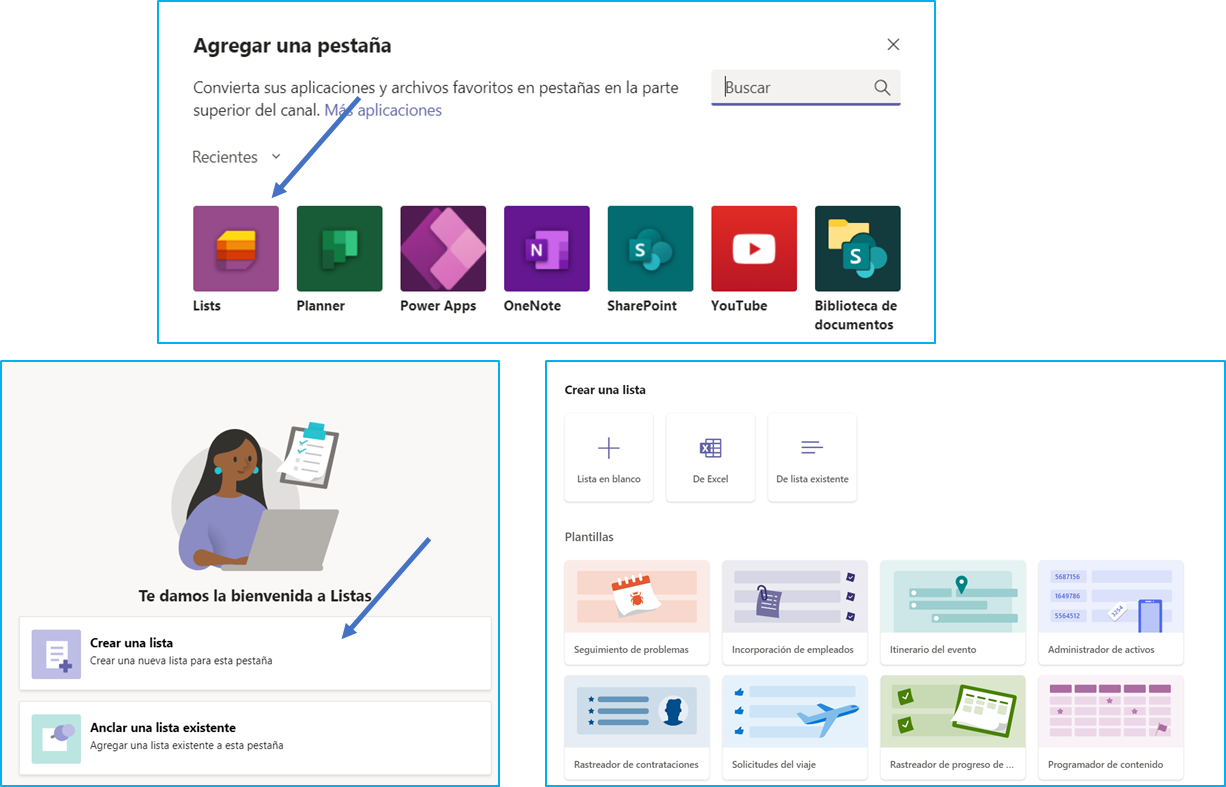 Agregar una pestaña
Convierta sus aplicaciones y archivos favoritos en pestañas en la parte
superior del canal. Más aplicaciones
Buscar
Recientes
Lists
Planner
Power Apps
N
OneNote
S
SharePoint
YouTube
S
Biblioteca de
documentos
Te damos la bienvenida a Listas
Crear una lista
Crear una nueva lista para esta pestaña
Anclar una lista existente
Agregar una lista existente a esta pestaña
Crear una lista
Lista en blanco
X
De Excel
De lista existente
Plantillas
Seguimiento de problemas
Incorporación de empleados
Itinerario del evento
5687156
1649786
5564512
3254
Administrador de activos
Rastreador de contrataciones
Solicitudes del viaje
Rastreador de progreso de ...
Programador de contenido